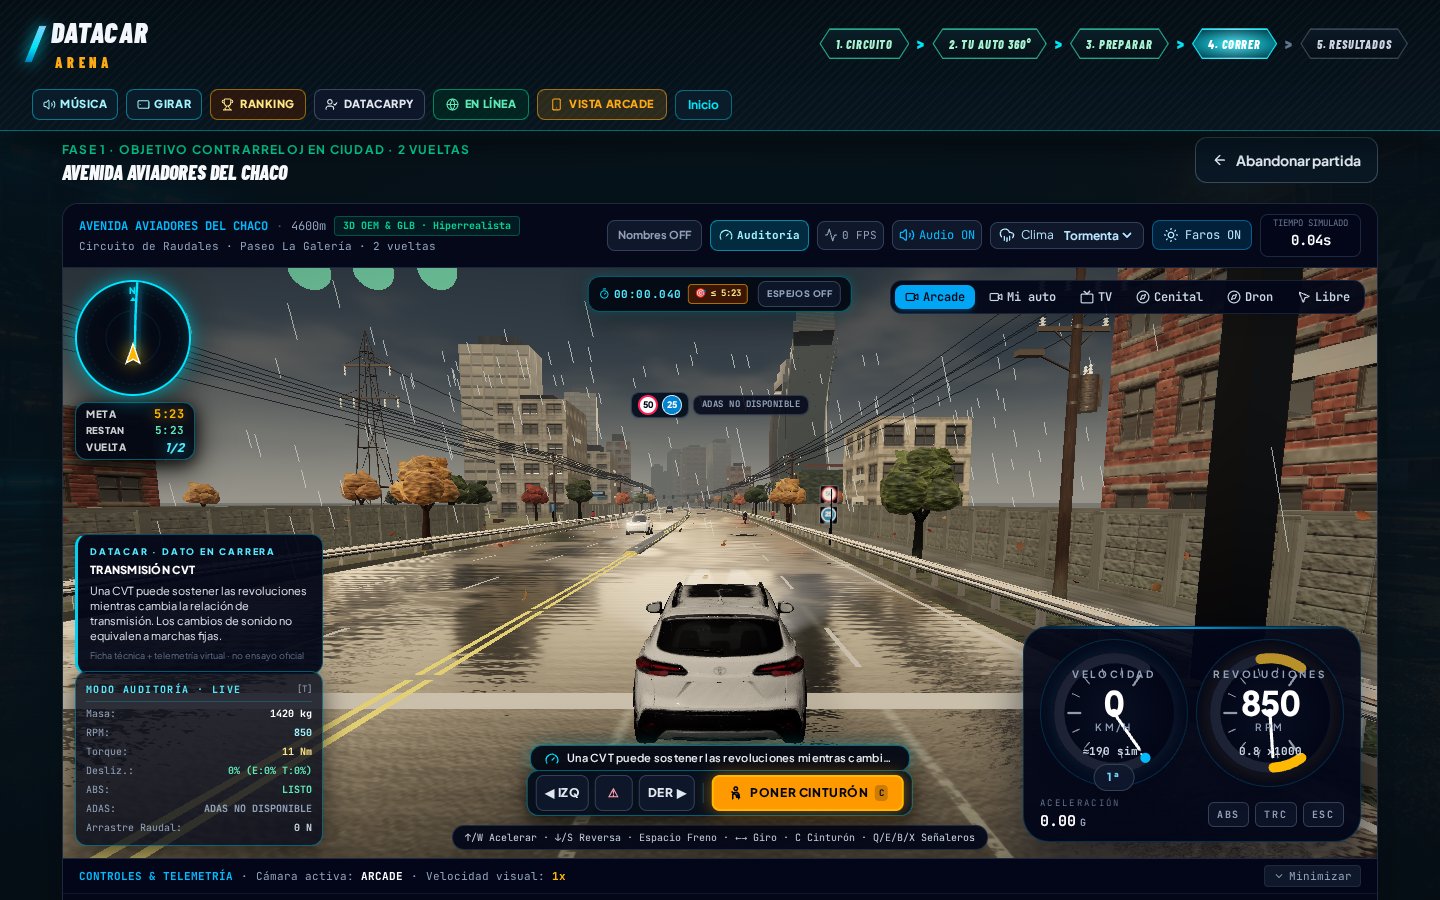 DATACAR
ARENA
1. CIRCUITO > 2. TU AUTO 360° > 3. PREPARAR > 4. CORRER > 5. RESULTADOS
MÚSICA GIRAR RANKING DATACARPY EN LÍNEA VISTA ARCADE Inicio
FASE 1 · OBJETIVO CONTRARRELOJ EN CIUDAD · 2 VUELTAS
AVENIDA AVIADORES DEL CHACO
← Abandonar partida
AVENIDA AVIADORES DEL CHACO · 4600m 3D OEM & GLB · Hiperrealista
Circuito de Raudales · Paseo La Galería · 2 vueltas
Nombres OFF Auditoría 0 FPS Audio ON Clima Tormenta Faros ON
TIEMPO SIMULADO
0.04s
N
00:00.040 ≤ 5:23 ESPEJOS OFF
Arcade Mi auto TV Cenital Dron Libre
META 5:23
RESTAN 5:23
VUELTA 1/2
50 25 ADAS NO DISPONIBLE
DATACAR · DATO EN CARRERA
TRANSMISIÓN CVT
Una CVT puede sostener las revoluciones
mientras cambia la relación de
transmisión. Los cambios de sonido no
equivalen a marchas fijas.
Ficha técnica + telemetría virtual · no ensayo oficial
MODO AUDITORÍA · LIVE [T]
Masa: 1420 kg
RPM: 850
Torque: 11 Nm
Desliz.: 0% (E:0% T:0%)
ABS: LISTO
ADAS: ADAS NO DISPONIBLE
Arrastre Raudal: 0 N
Una CVT puede sostener las revoluciones mientras cambi…
◀ IZQ ⚠ DER ▶ PONER CINTURÓN C
↑/W Acelerar · ↓/S Reversa · Espacio Freno · ←→ Giro · C Cinturón · Q/E/B/X Señaleros
VELOCIDAD
0
KM/H
≈190 sim.
1ª
REVOLUCIONES
850
RPM
0.8 x1000
ACELERACIÓN
0.00 G
ABS TRC ESC
CONTROLES & TELEMETRÍA · Cámara activa: ARCADE · Velocidad visual: 1x
Minimizar